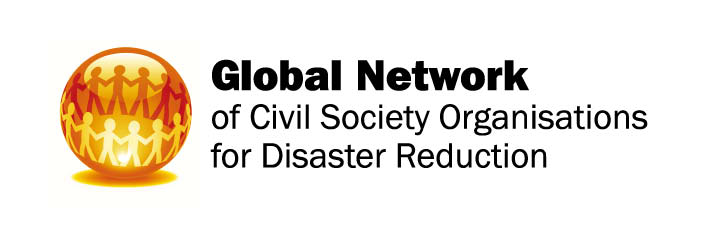 Global Network
of Civil Society Organisations
for Disaster Reduction